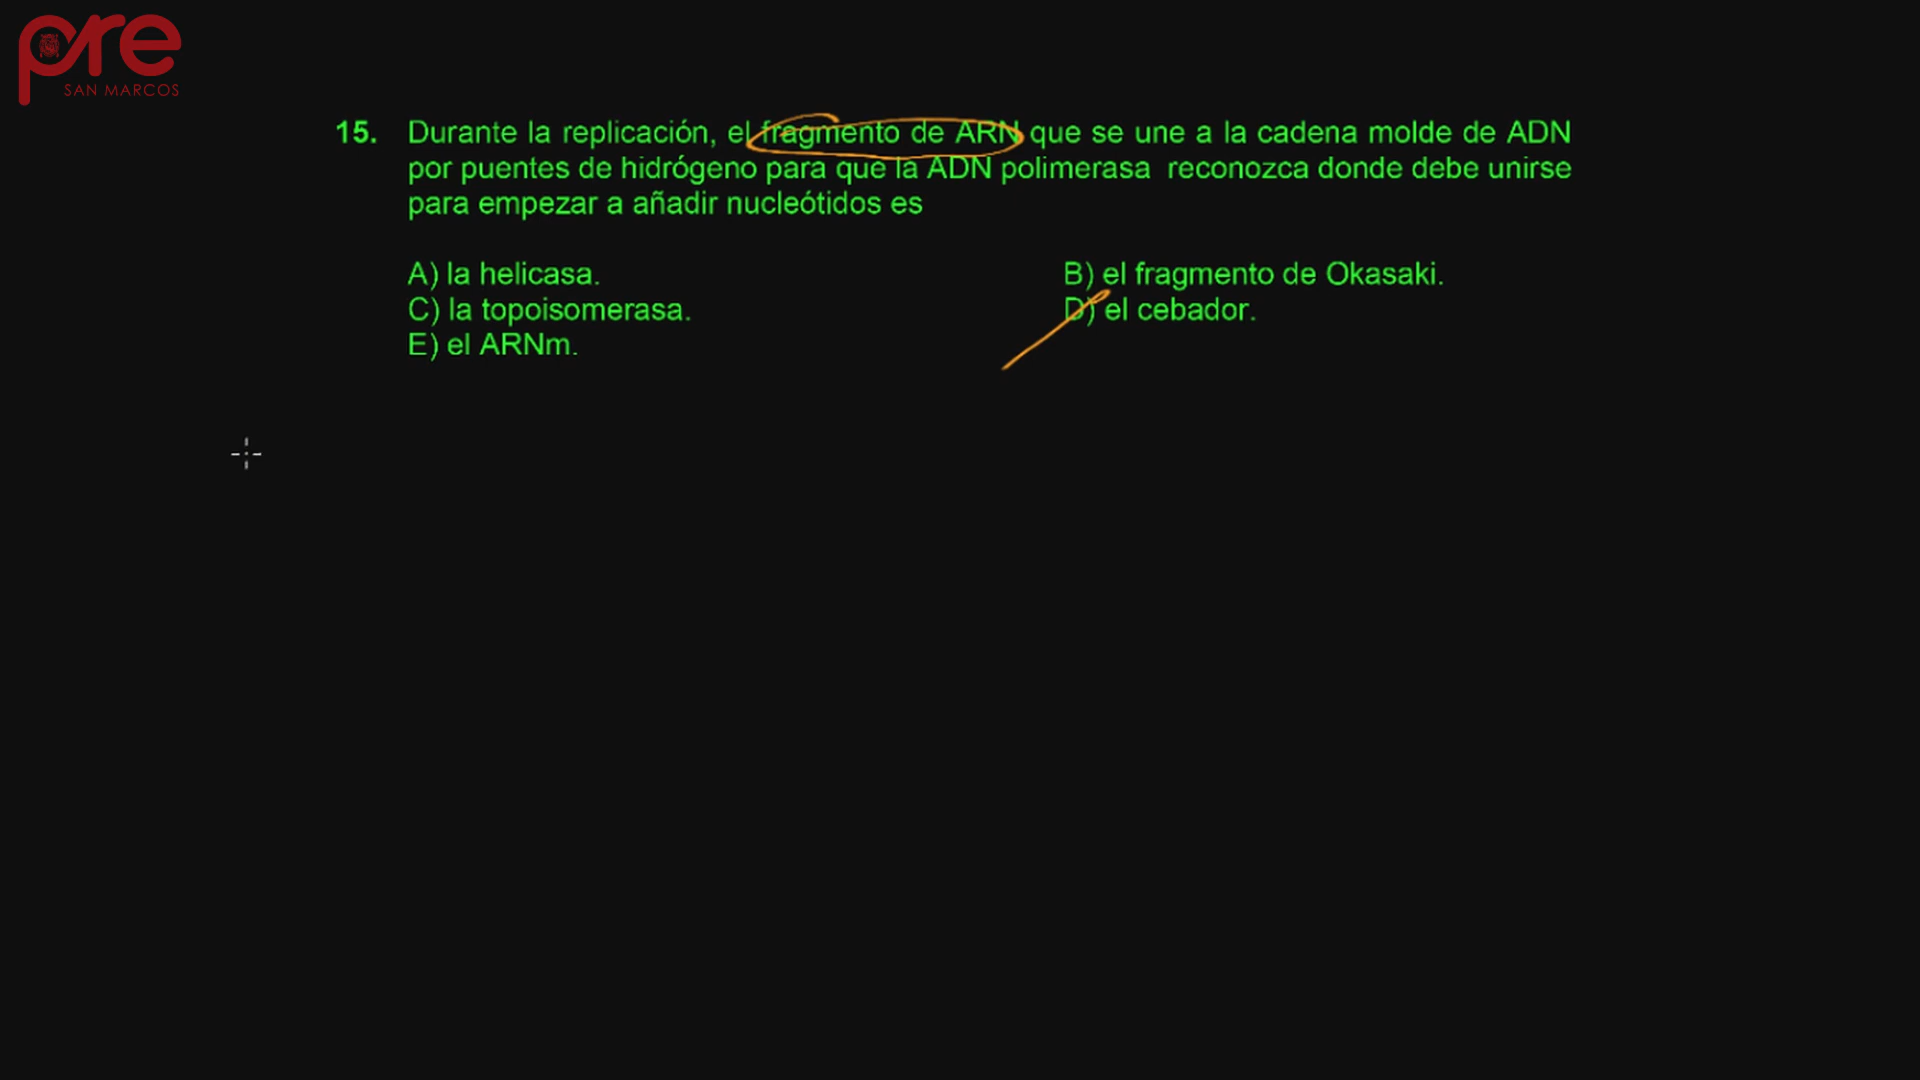 pre
SAN MARCOS
15. Durante la replicación, el fragmento de ARN que se une a la cadena molde de ADN
por puentes de hidrógeno para que la ADN polimerasa reconozca donde debe unirse
para empezar a añadir nucleótidos es
A) la helicasa. B) el fragmento de Okasaki.
C) la topoisomerasa. D) el cebador.
E) el ARNm.